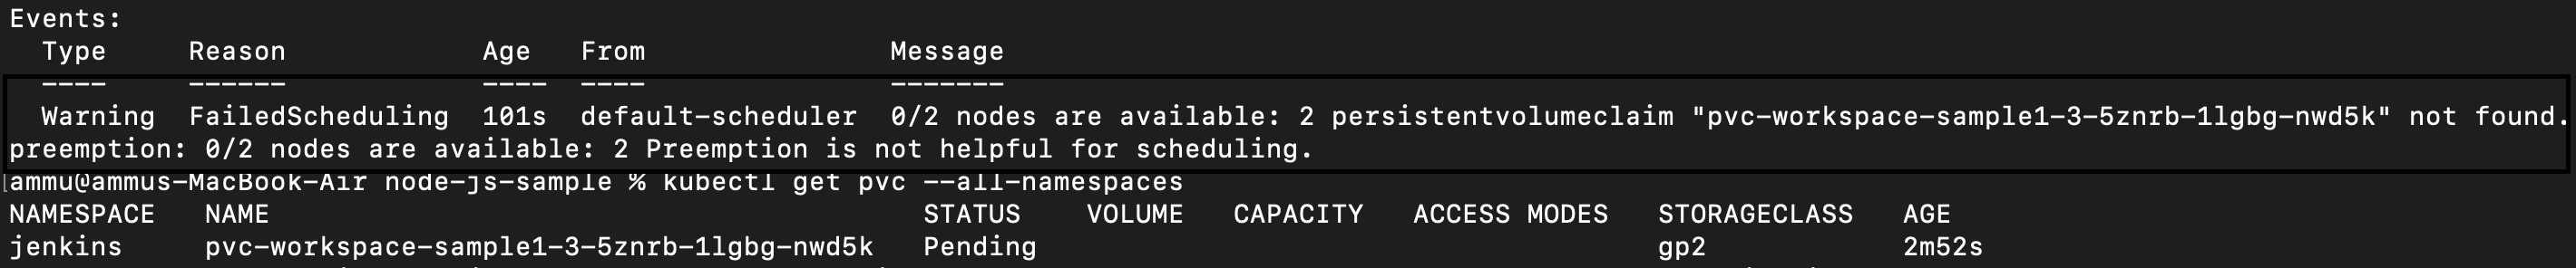 Events:
Type Reason Age From Message
---- ------ ---- ---- -------
Warning FailedScheduling 101s default-scheduler 0/2 nodes are available: 2 persistentvolumeclaim "pvc-workspace-sample1-3-5znrb-1lgbg-nwd5k" not found.
preemption: 0/2 nodes are available: 2 Preemption is not helpful for scheduling.
[ammu@ammus-MacBook-Air node-js-sample % kubectl get pvc --all-namespaces
NAMESPACE NAME STATUS VOLUME CAPACITY ACCESS MODES STORAGECLASS AGE
jenkins pvc-workspace-sample1-3-5znrb-1lgbg-nwd5k Pending gp2 2m52s